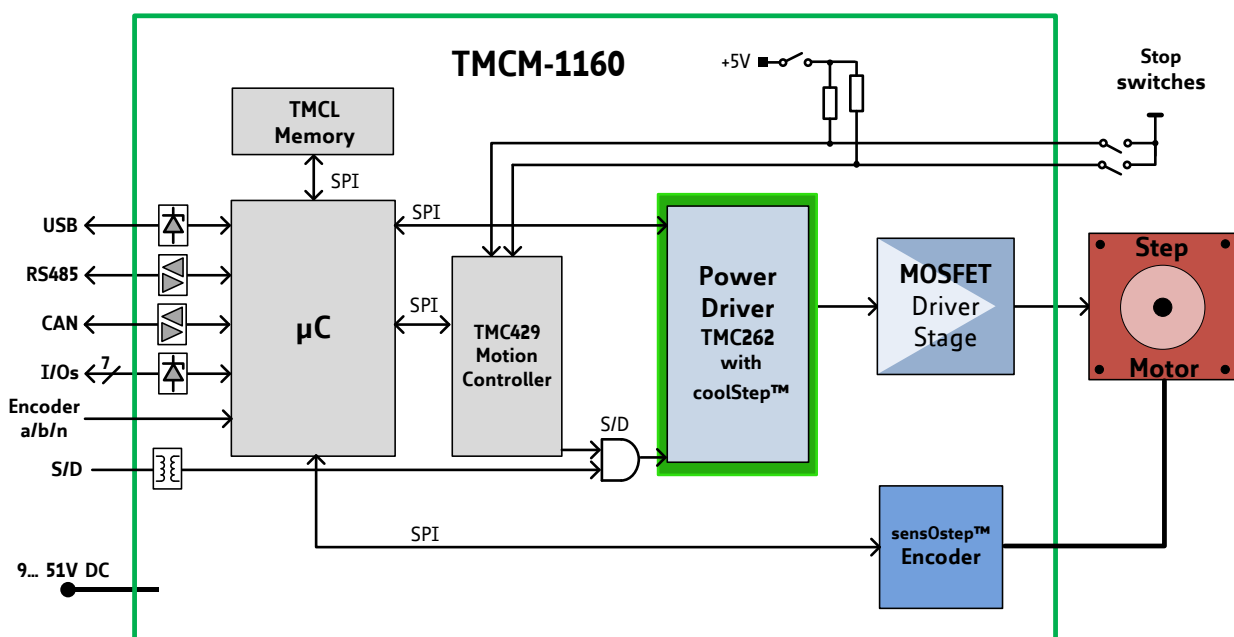 TMCM-1160
+5V
Stop
switches
TMCL
Memory
SPI
USB
RS485
CAN
7
I/Os
Encoder
a/b/n
S/D
µC
SPI
SPI
TMC429
Motion
Controller
S/D
Power
Driver
TMC262
with
coolStep™
MOSFET
Driver
Stage
Step
Motor
SPI
sensOstep™
Encoder
9... 51V DC